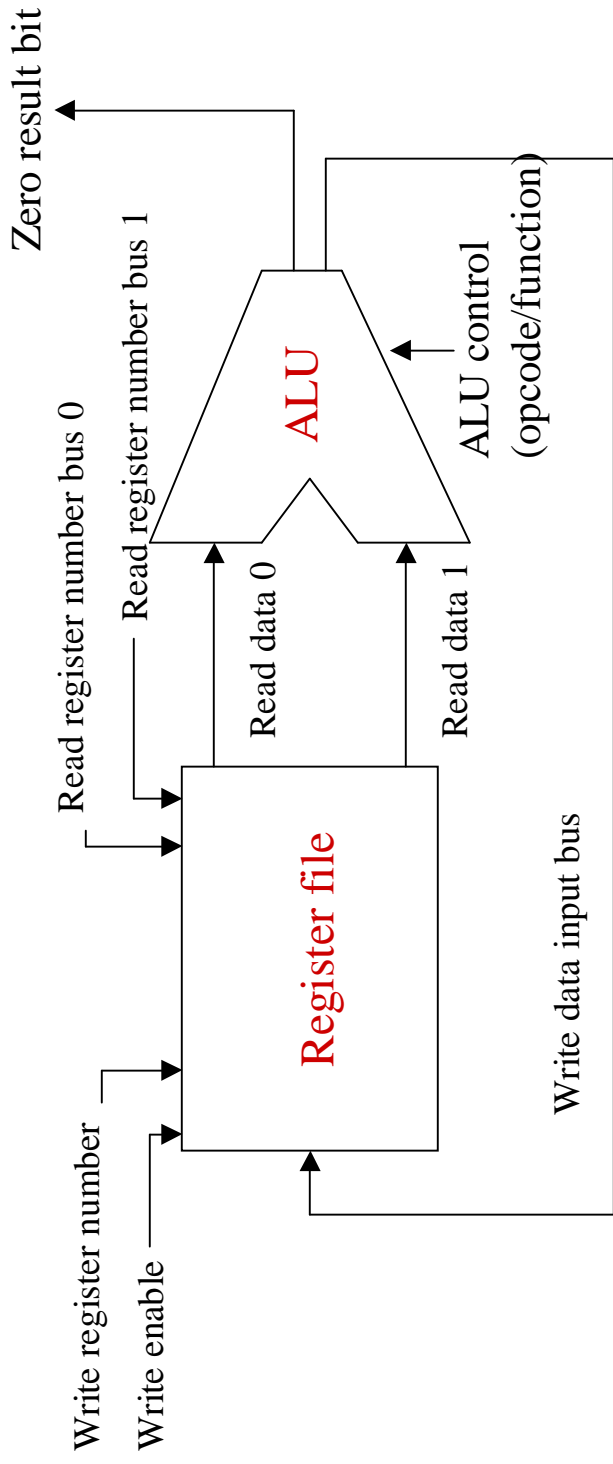 Zero result bit
Read register number bus 0
Read register number bus 1
Write register number
Write enable
Register file
Read data 0
Read data 1
ALU
ALU control
(opcode/function)
Write data input bus